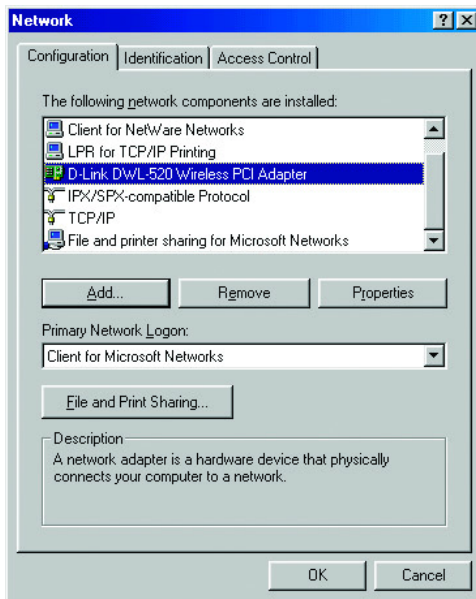 Network
Configuration Identification Access Control
The following network components are installed:
Client for NetWare Networks
LPR for TCP/IP Printing
D-Link DWL-520 Wireless PCI Adapter
IPX/SPX-compatible Protocol
TCP/IP
File and printer sharing for Microsoft Networks
Add... Remove Properties
Primary Network Logon:
Client for Microsoft Networks
File and Print Sharing...
Description
A network adapter is a hardware device that physically
connects your computer to a network.
OK Cancel